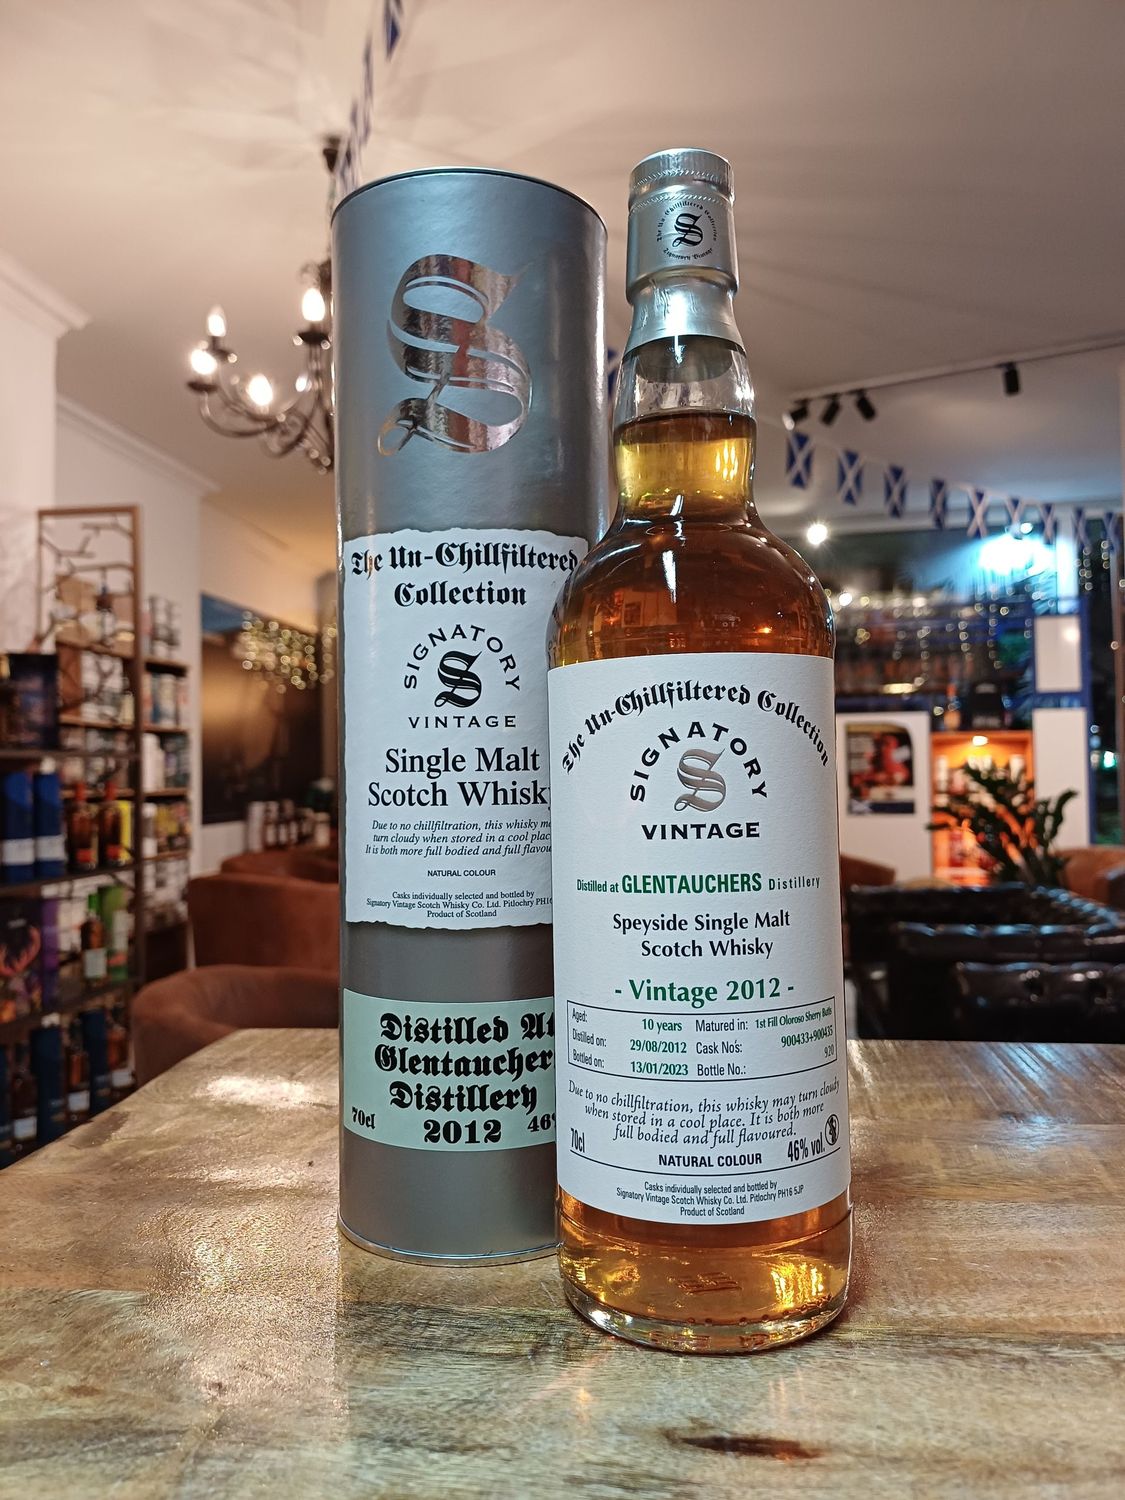 The Un-Chillfiltered
Collection
SIGNATORY
S
VINTAGE
Single Malt
Scotch Whisky
Due to no chillfiltration, this whisky
turn cloudy when stored in a cool
It is both more full bodied and full
NATURAL COLOUR
Casks individually selected and bottled by
Signatory Vintage Scotch Whisky Co. Ltd. Pitlochry
Product of Scotland
Distilled At
Glentauchers
Distillery
70cl 2012 46%
The Un-Chillfiltered Collection
S
Signatory Vintage
The Un-Chillfiltered Collection
SIGNATORY
S
VINTAGE
Distilled at GLENTAUCHERS Distillery
Speyside Single Malt
Scotch Whisky
- Vintage 2012 -
Aged: 10 years Matured in: 1st Fill Oloroso Sherry Butts
Distilled on: 29/08/2012 Cask No's: 900433+900435
Bottled on: 13/01/2023 Bottle No.: 920
Due to no chillfiltration, this whisky may turn cloudy
when stored in a cool place. It is both more
full bodied and full flavoured.
70cl NATURAL COLOUR 46% vol.
Casks individually selected and bottled by
Signatory Vintage Scotch Whisky Co. Ltd. Pitlochry PH16 5JP
Product of Scotland